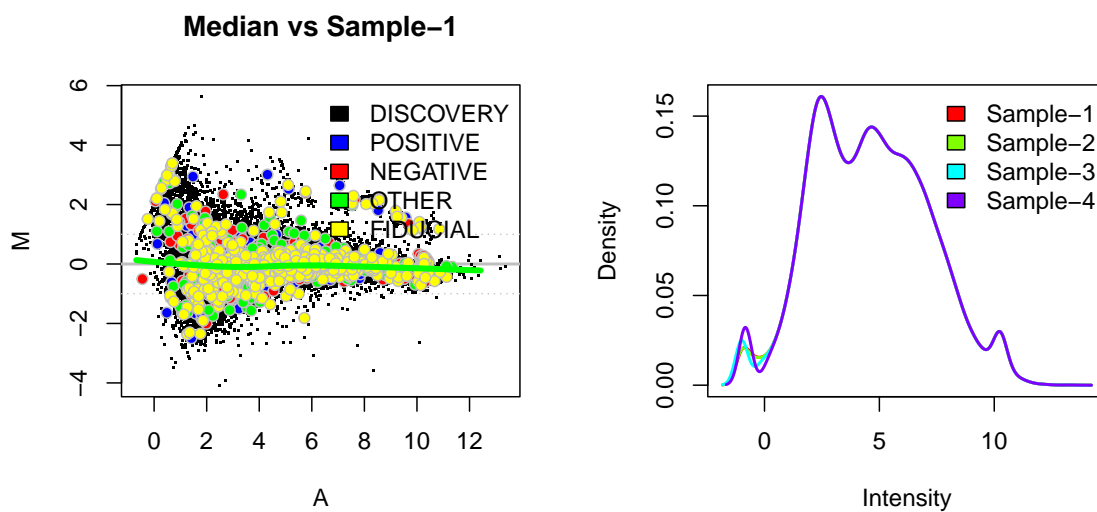 Median vs Sample−1
M
6
4
2
0
−2
−4
DISCOVERY
POSITIVE
NEGATIVE
OTHER
FIDUCIAL
0 2 4 6 8 10 12
A
Density
0.15
0.10
0.05
0.00
Sample−1
Sample−2
Sample−3
Sample−4
0 5 10
Intensity